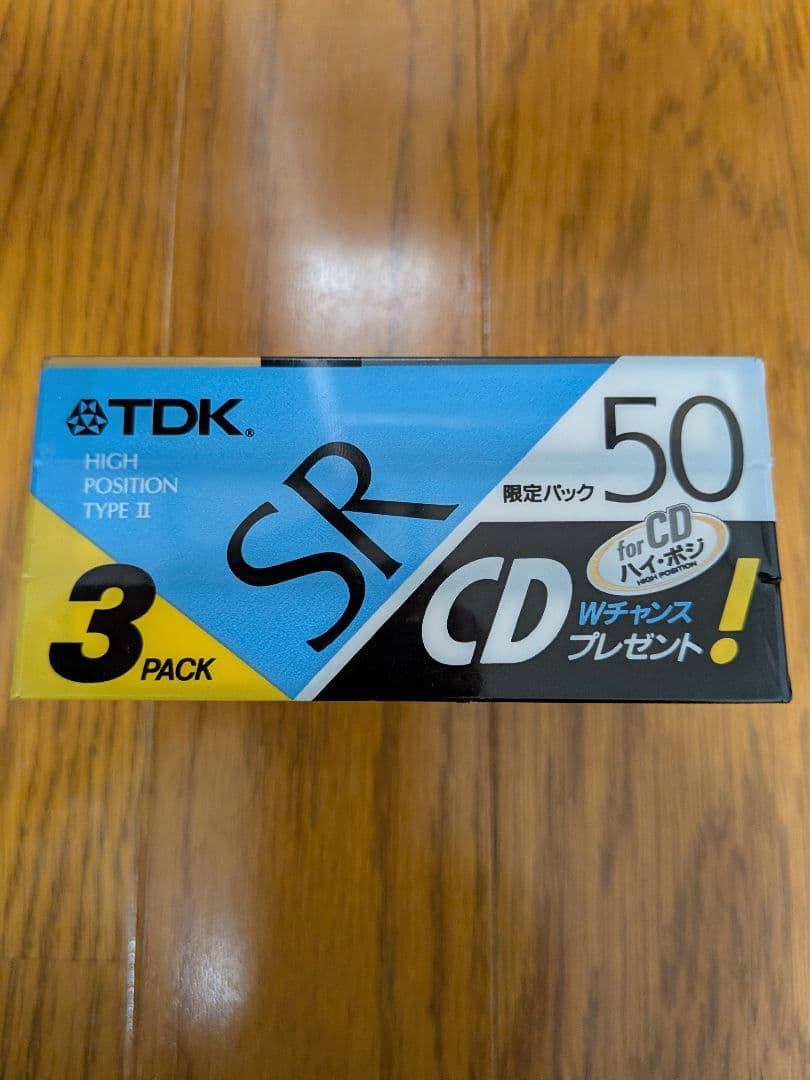 TDK®
HIGH
POSITION
TYPE II
SR
50
限定パック
3 PACK
for CD
ハイ・ポジ
HIGH POSITION
CD
Wチャンス
プレゼント!